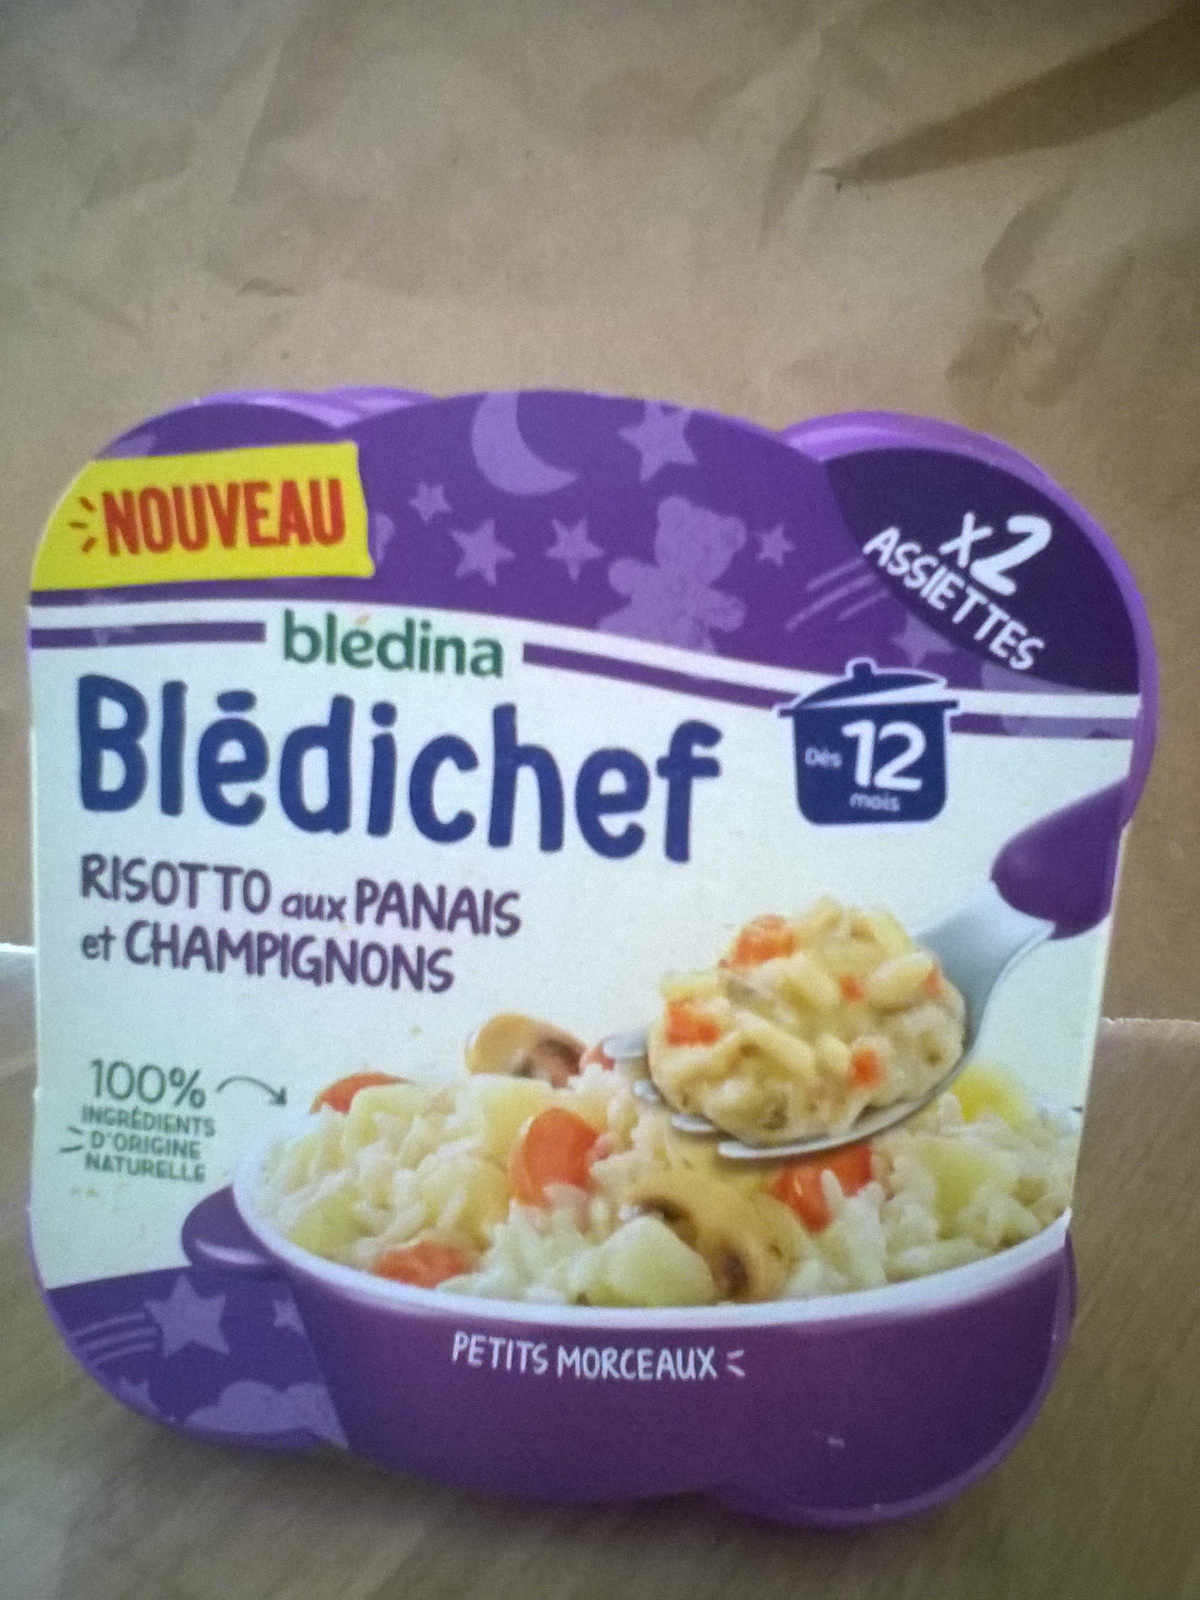 NOUVEAU
x2
ASSIETTES
blédina
Blédichef
Dès 12
mois
RISOTTO aux PANAIS
et CHAMPIGNONS
100%
INGRÉDIENTS
D'ORIGINE
NATURELLE
PETITS MORCEAUX